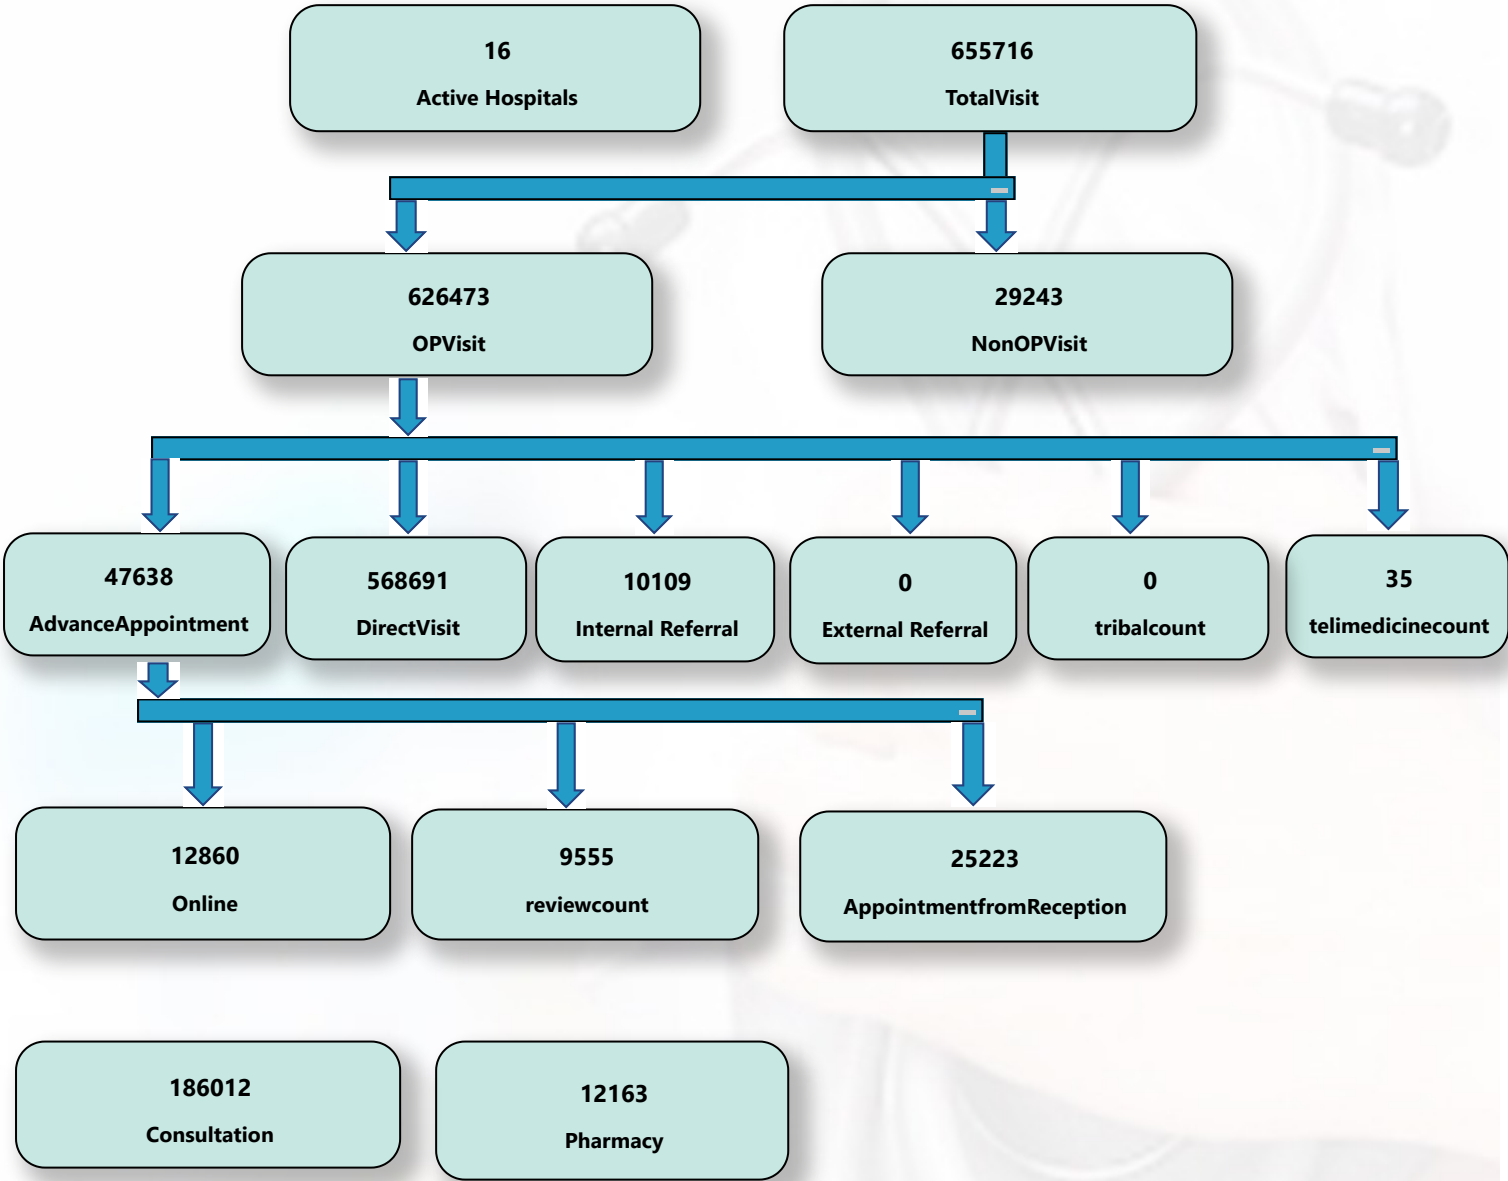 16
Active Hospitals
655716
TotalVisit
626473
OPVisit
29243
NonOPVisit
47638
AdvanceAppointment
568691
DirectVisit
10109
Internal Referral
0
External Referral
0
tribalcount
35
telimedicinecount
12860
Online
9555
reviewcount
25223
AppointmentfromReception
186012
Consultation
12163
Pharmacy